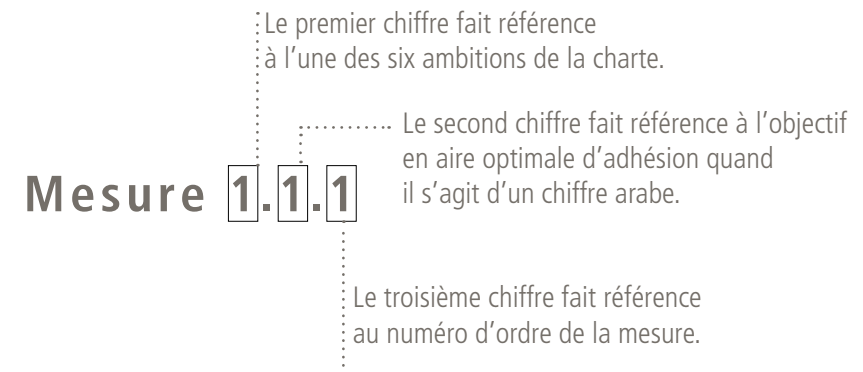 Le premier chiffre fait référence
à l’une des six ambitions de la charte.
Le second chiffre fait référence à l’objectif
en aire optimale d’adhésion quand
il s’agit d’un chiffre arabe.
Mesure 1.1.1
Le troisième chiffre fait référence
au numéro d’ordre de la mesure.